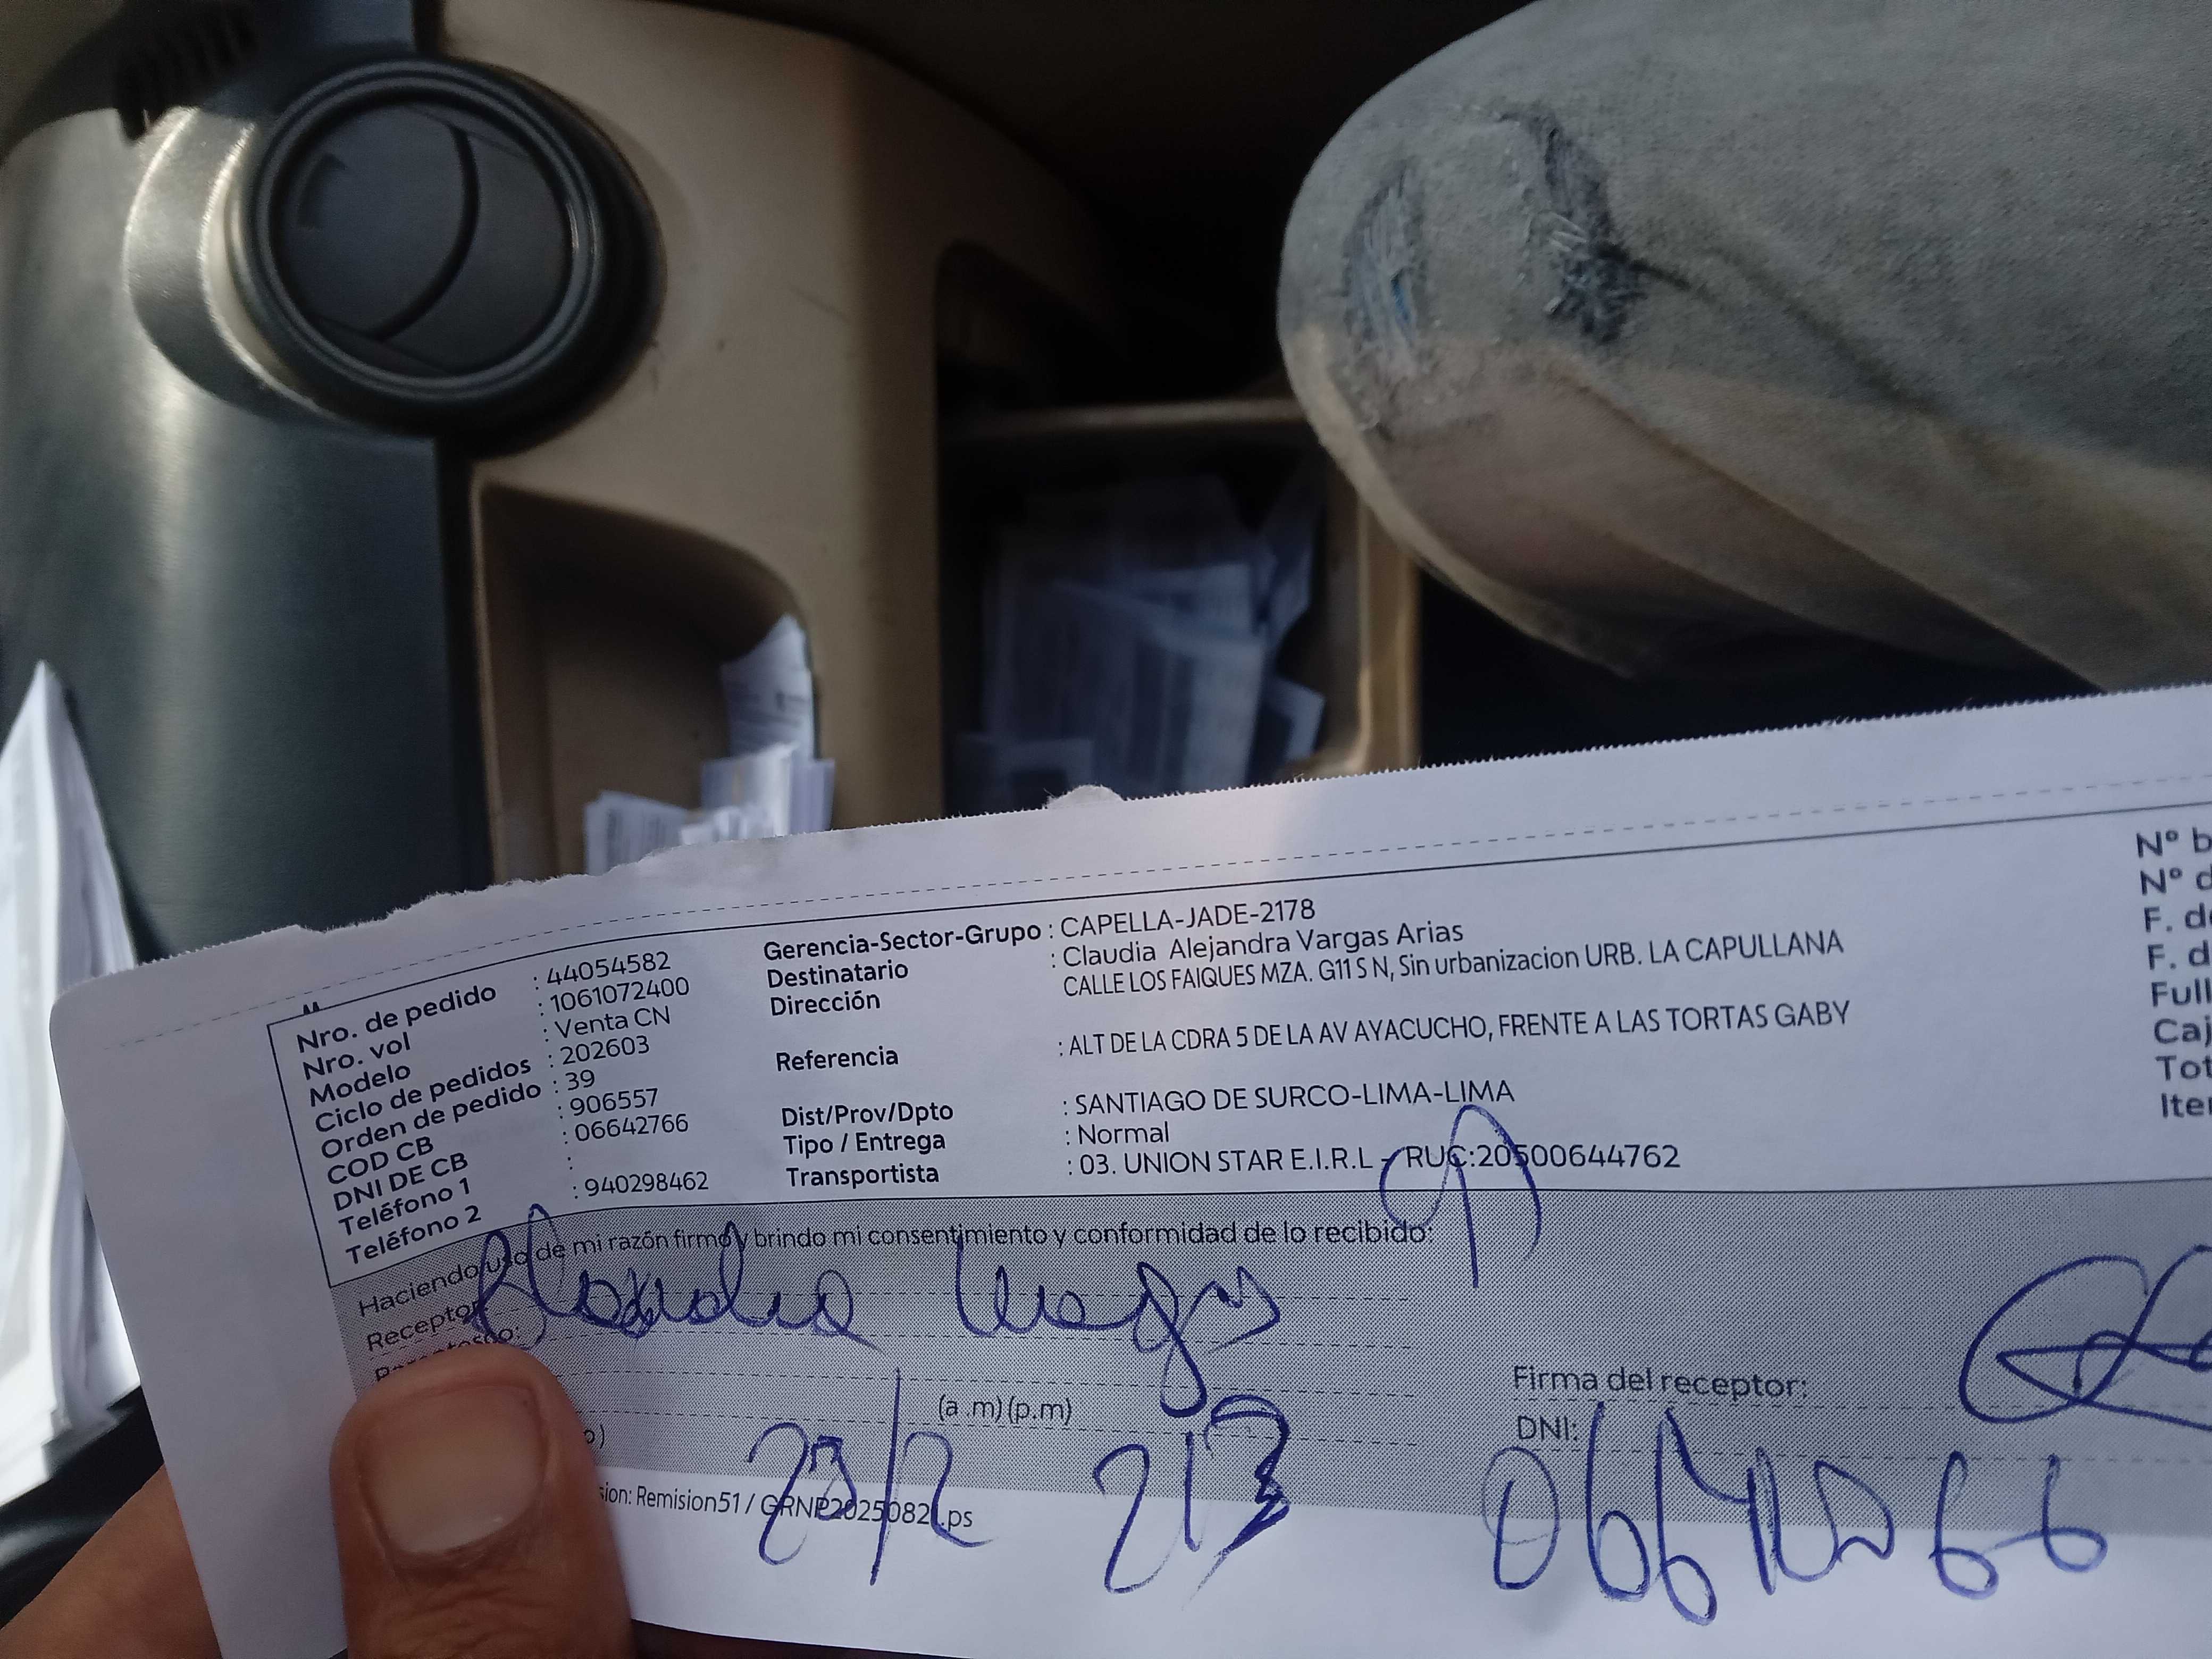 Nro. de pedido : 44054582
Nro. vol : 1061072400
Modelo : Venta CN
Ciclo de pedidos : 202603
Orden de pedido : 39
COD CB : 906557
DNI DE CB : 06642766
Teléfono 1 :
Teléfono 2 : 940298462
Gerencia-Sector-Grupo : CAPELLA-JADE-2178
Destinatario : Claudia Alejandra Vargas Arias
Dirección CALLE LOS FAIQUES MZA. G11 S N, Sin urbanizacion URB. LA CAPULLANA
Referencia : ALT DE LA CDRA 5 DE LA AV AYACUCHO, FRENTE A LAS TORTAS GABY
Dist/Prov/Dpto : SANTIAGO DE SURCO-LIMA-LIMA
Tipo / Entrega : Normal
Transportista : 03. UNION STAR E.I.R.L - RUC:20500644762
Nº
Nº
F.
F.
Haciendo uso de mi razón firmo y brindo mi consentimiento y conformidad de lo recibido:
Receptor
(a.m) (p.m)
Firma del receptor:
DNI:
Remision51 / GRNP20250821.ps